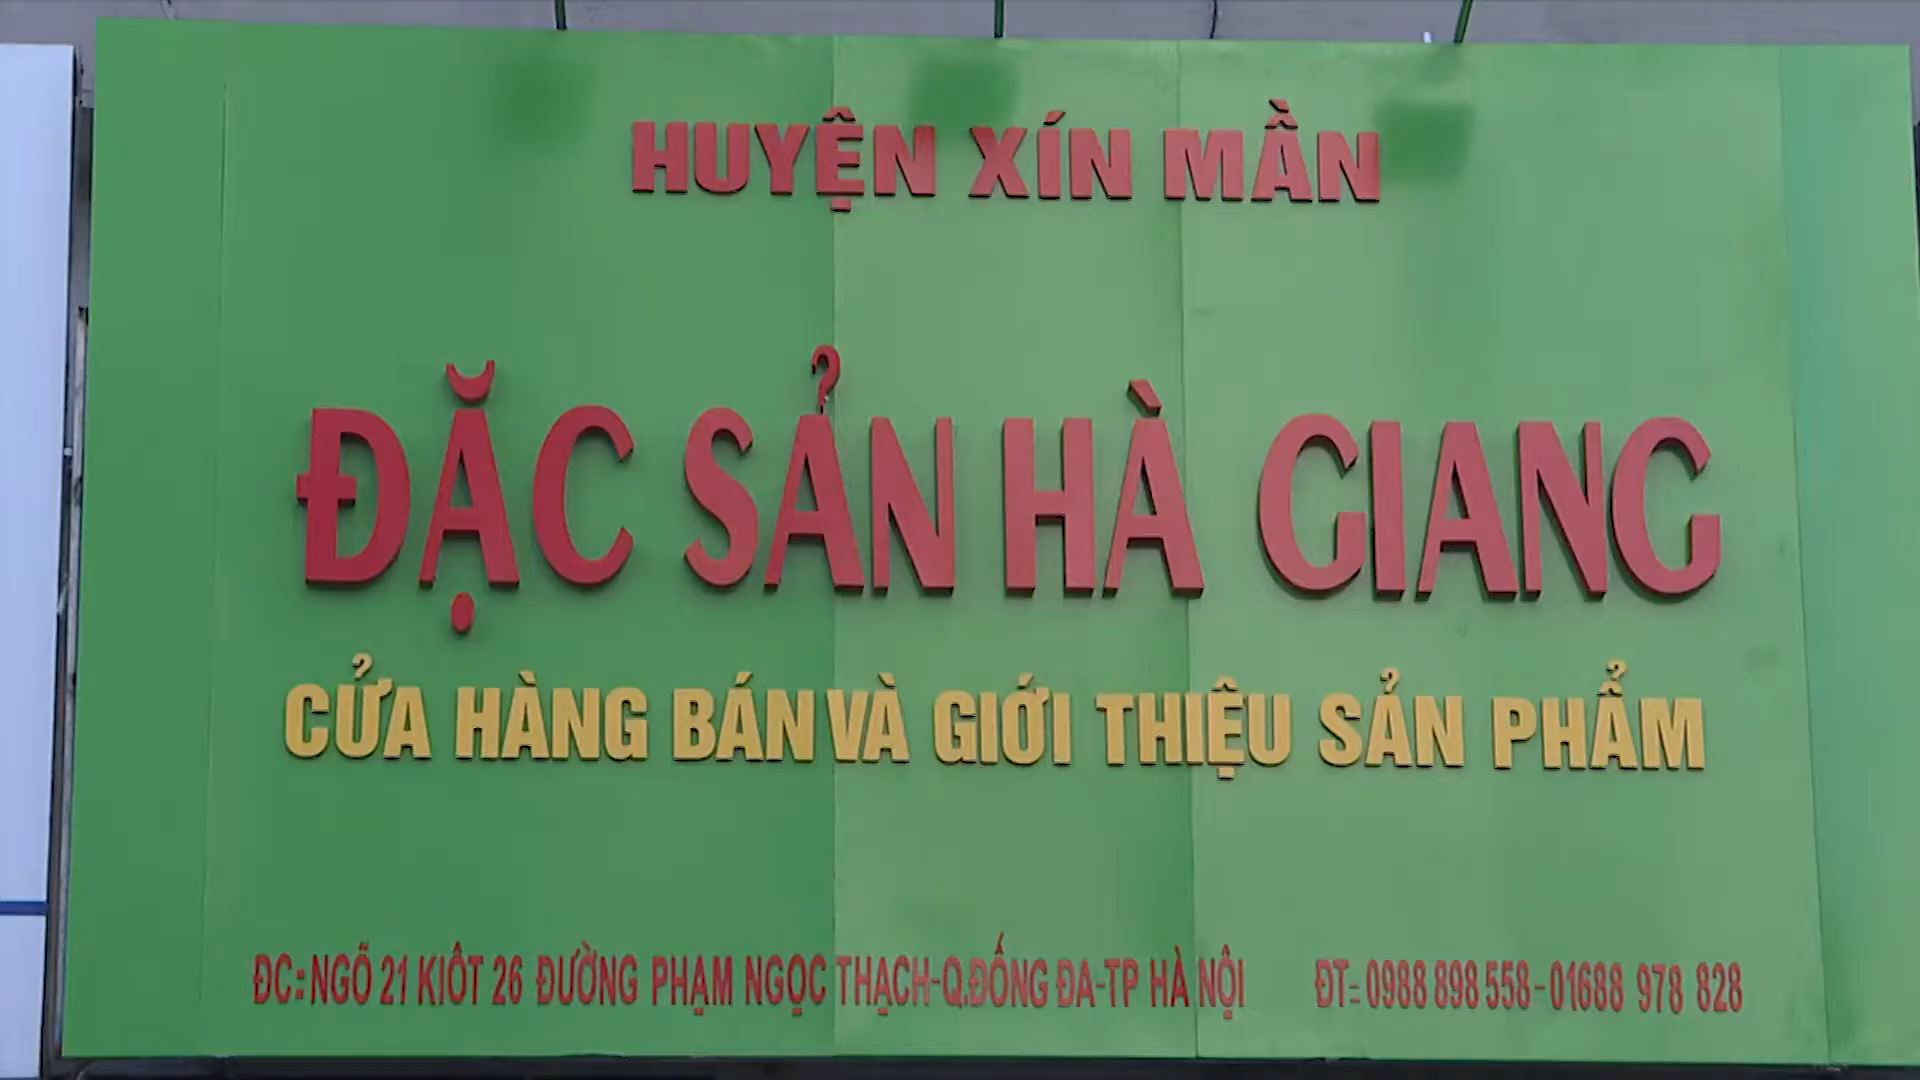 HUYỆN XÍN MẦN
ĐẶC SẢN HÀ GIANG
CỬA HÀNG BÁN VÀ GIỚI THIỆU SẢN PHẨM
ĐC: NGÕ 21 KIÔT 26 ĐƯỜNG PHẠM NGỌC THẠCH-Q.ĐỐNG ĐA-TP HÀ NỘI ĐT: 0988 898 558-01688 978 828